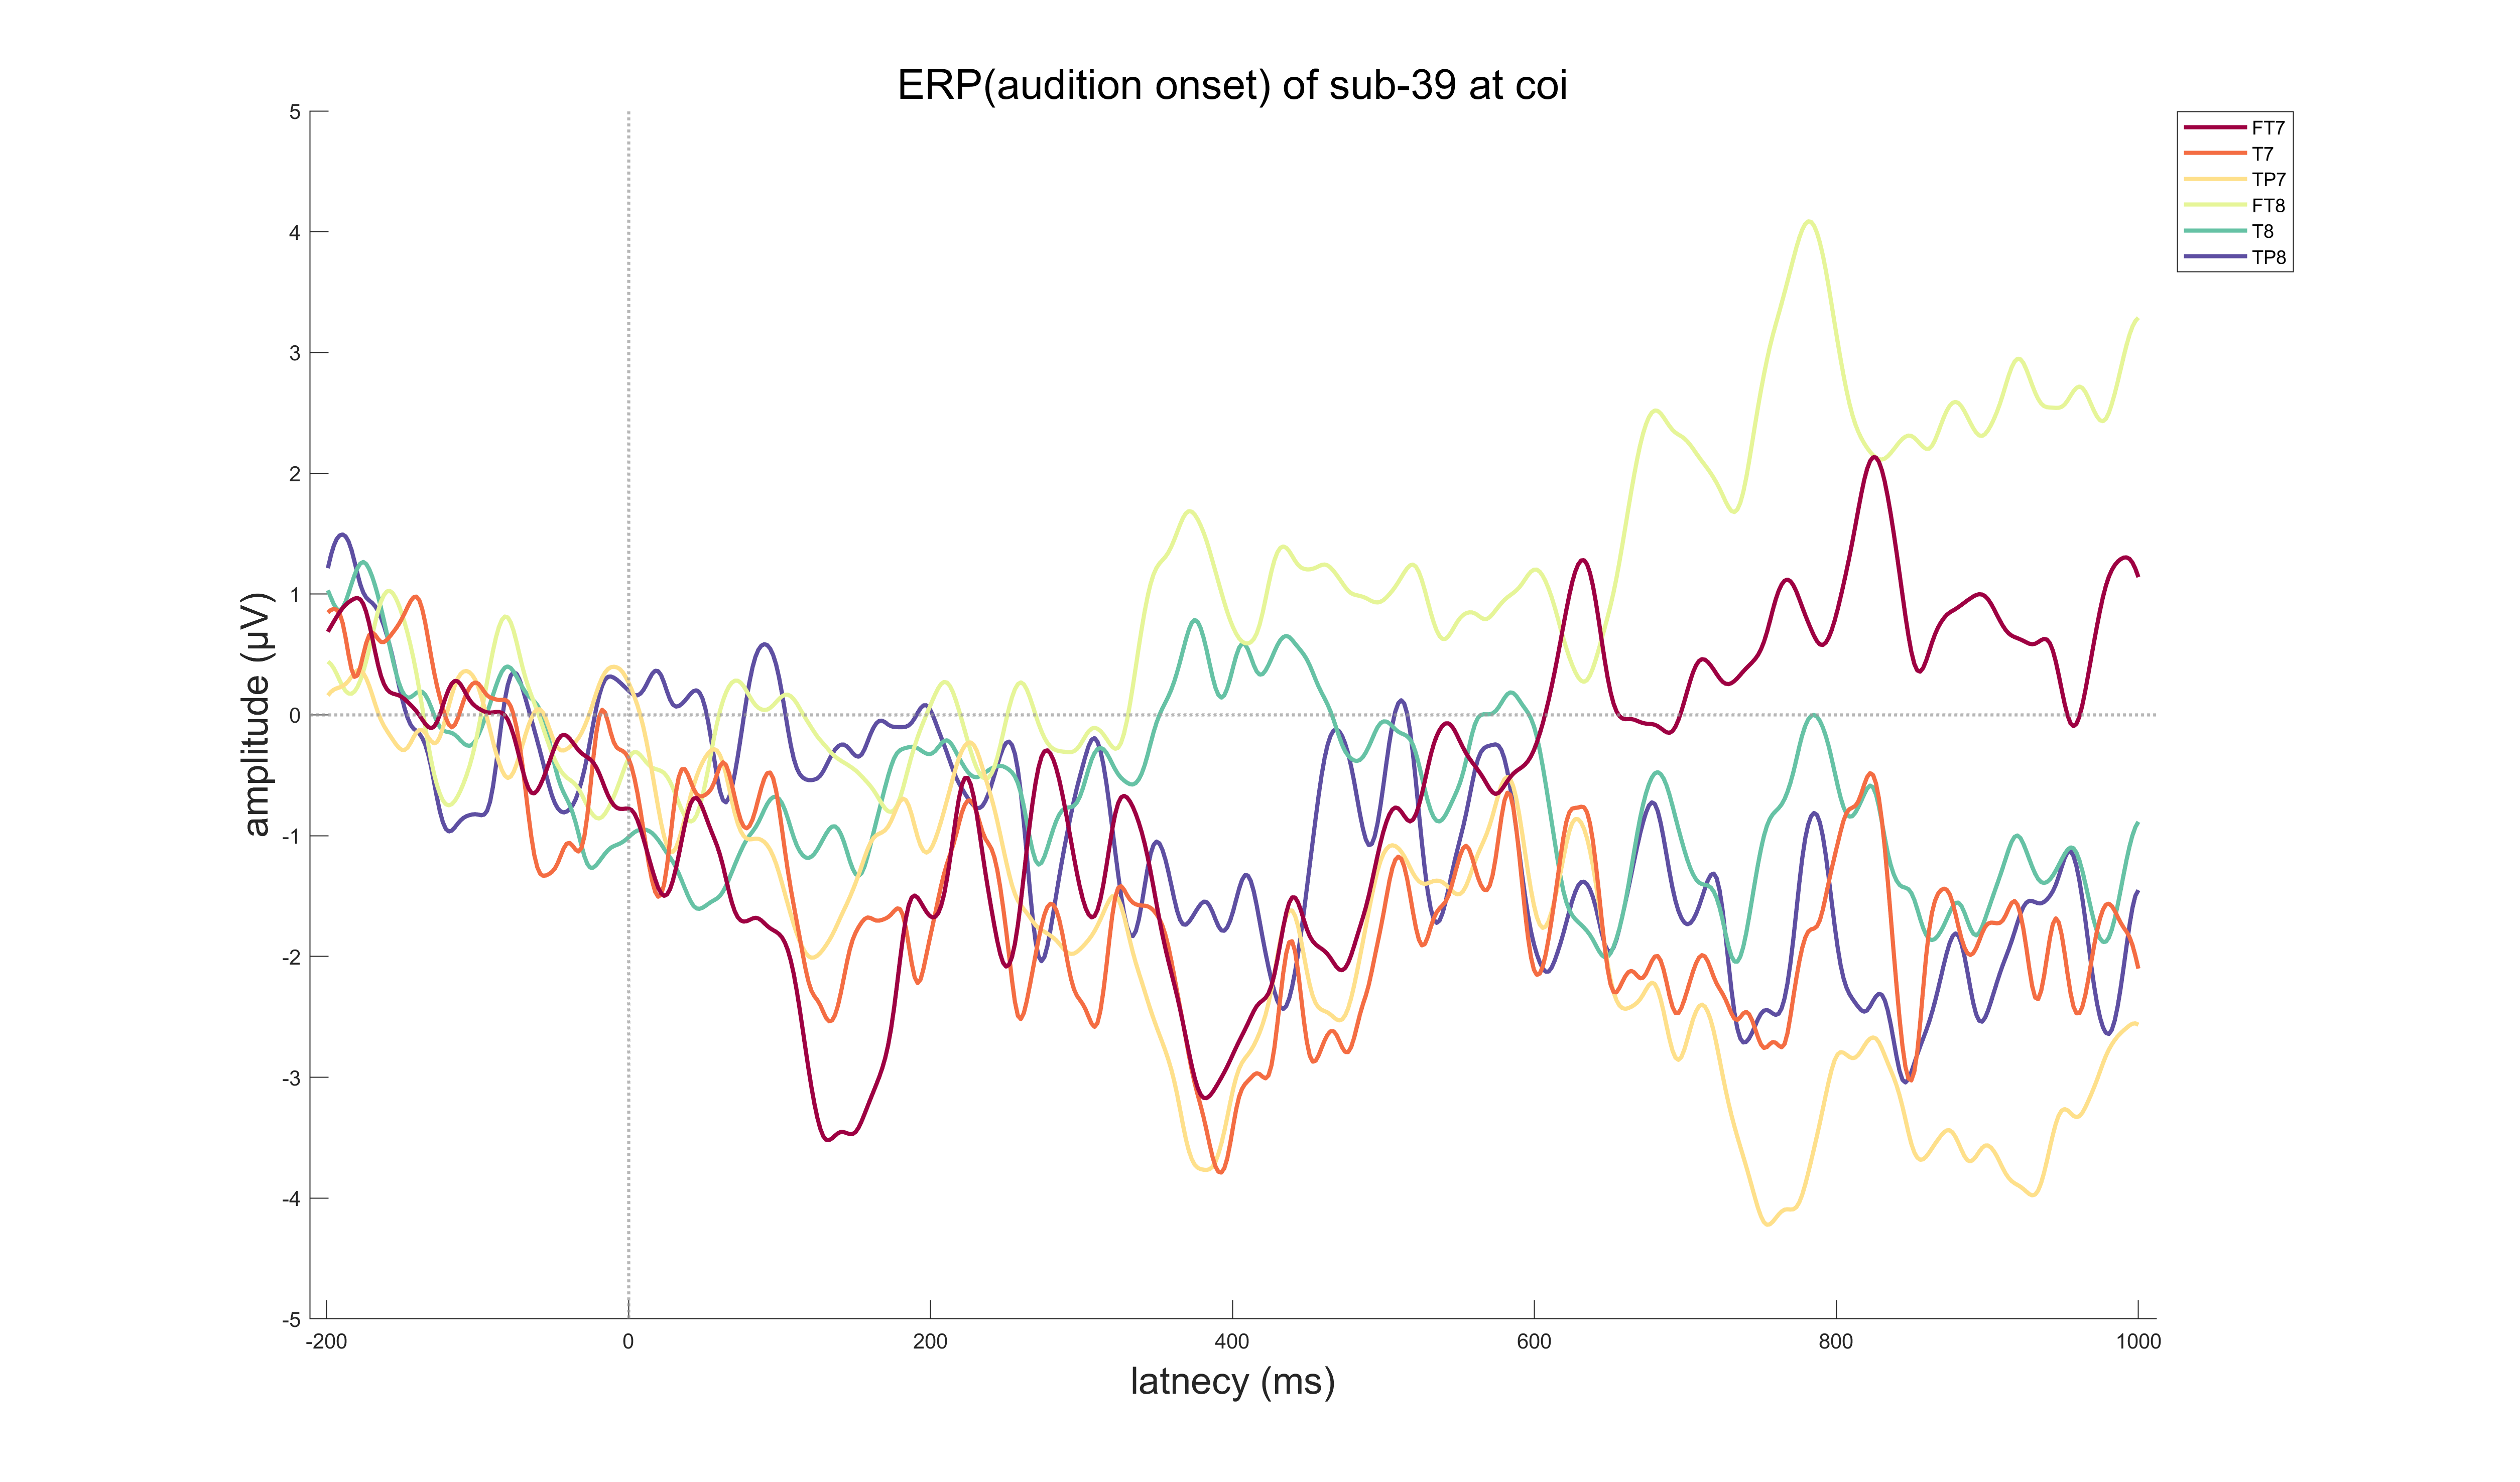 ERP(audition onset) of sub-39 at coi
5
4
3
2
1
0
-1
-2
-3
-4
-5
amplitude (µV)
-200 0 200 400 600 800 1000
latnecy (ms)
FT7
T7
TP7
FT8
T8
TP8